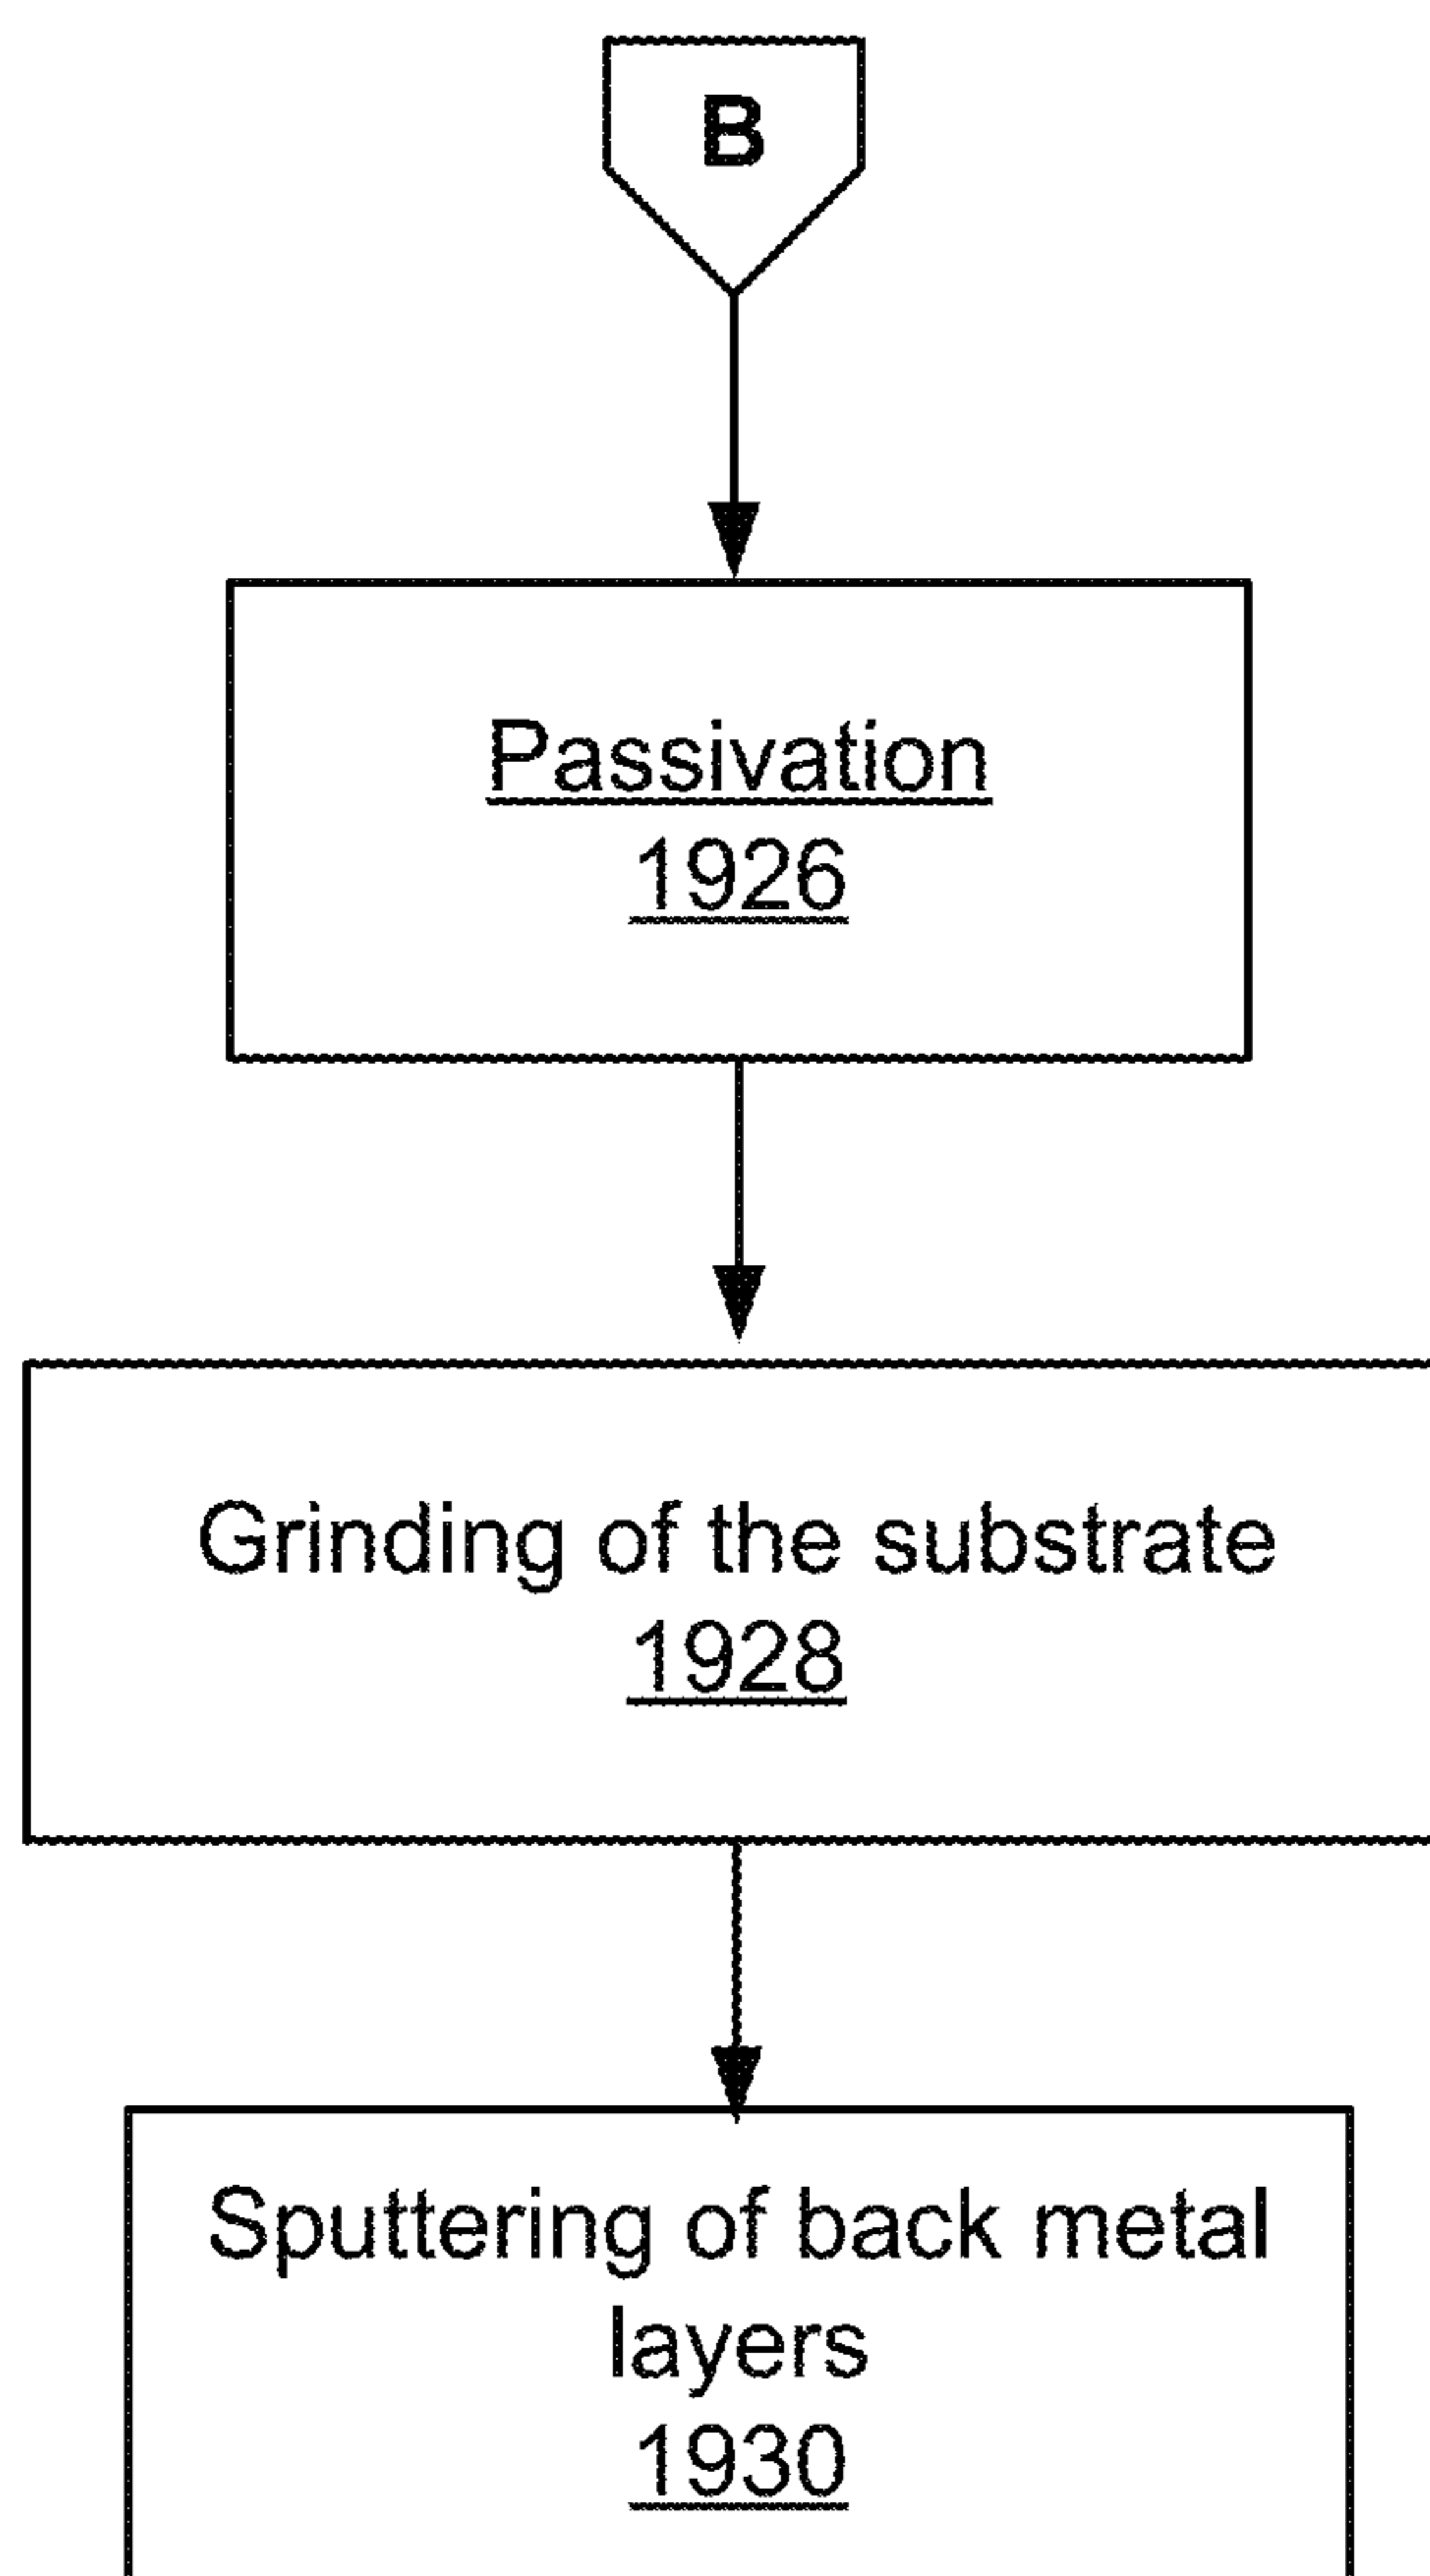 B
Passivation
1926
Grinding of the substrate
1928
Sputtering of back metal
layers
1930